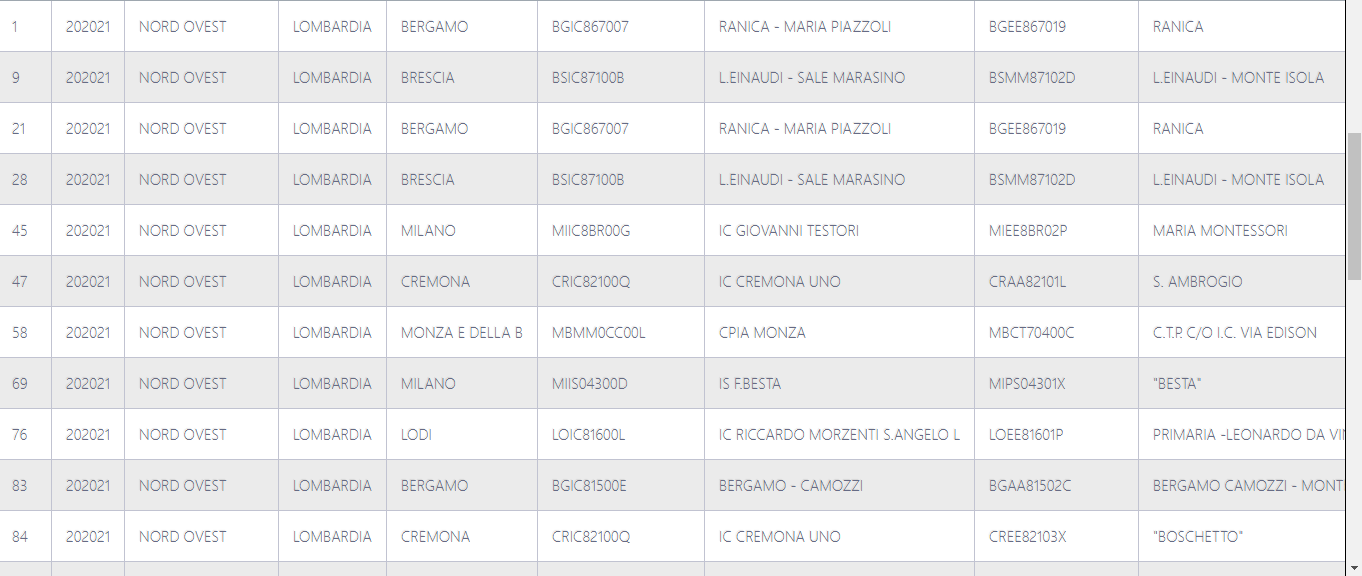 1 202021 NORD OVEST LOMBARDIA BERGAMO BGIC867007 RANICA - MARIA PIAZZOLI BGEE867019 RANICA
9 202021 NORD OVEST LOMBARDIA BRESCIA BSIC87100B L.EINAUDI - SALE MARASINO BSMM87102D L.EINAUDI - MONTE ISOLA
21 202021 NORD OVEST LOMBARDIA BERGAMO BGIC867007 RANICA - MARIA PIAZZOLI BGEE867019 RANICA
28 202021 NORD OVEST LOMBARDIA BRESCIA BSIC87100B L.EINAUDI - SALE MARASINO BSMM87102D L.EINAUDI - MONTE ISOLA
45 202021 NORD OVEST LOMBARDIA MILANO MIIC8BR00G IC GIOVANNI TESTORI MIEE8BR02P MARIA MONTESSORI
47 202021 NORD OVEST LOMBARDIA CREMONA CRIC82100Q IC CREMONA UNO CRAA82101L S. AMBROGIO
58 202021 NORD OVEST LOMBARDIA MONZA E DELLA B MBMM0CC00L CPIA MONZA MBCT70400C C.T.P. C/O I.C. VIA EDISON
69 202021 NORD OVEST LOMBARDIA MILANO MIIS04300D IS F.BESTA MIPS04301X "BESTA"
76 202021 NORD OVEST LOMBARDIA LODI LOIC81600L IC RICCARDO MORZENTI S.ANGELO L LOEE81601P PRIMARIA -LEONARDO DA VI
83 202021 NORD OVEST LOMBARDIA BERGAMO BGIC81500E BERGAMO - CAMOZZI BGAA81502C BERGAMO CAMOZZI - MONT
84 202021 NORD OVEST LOMBARDIA CREMONA CRIC82100Q IC CREMONA UNO CREE82103X "BOSCHETTO"